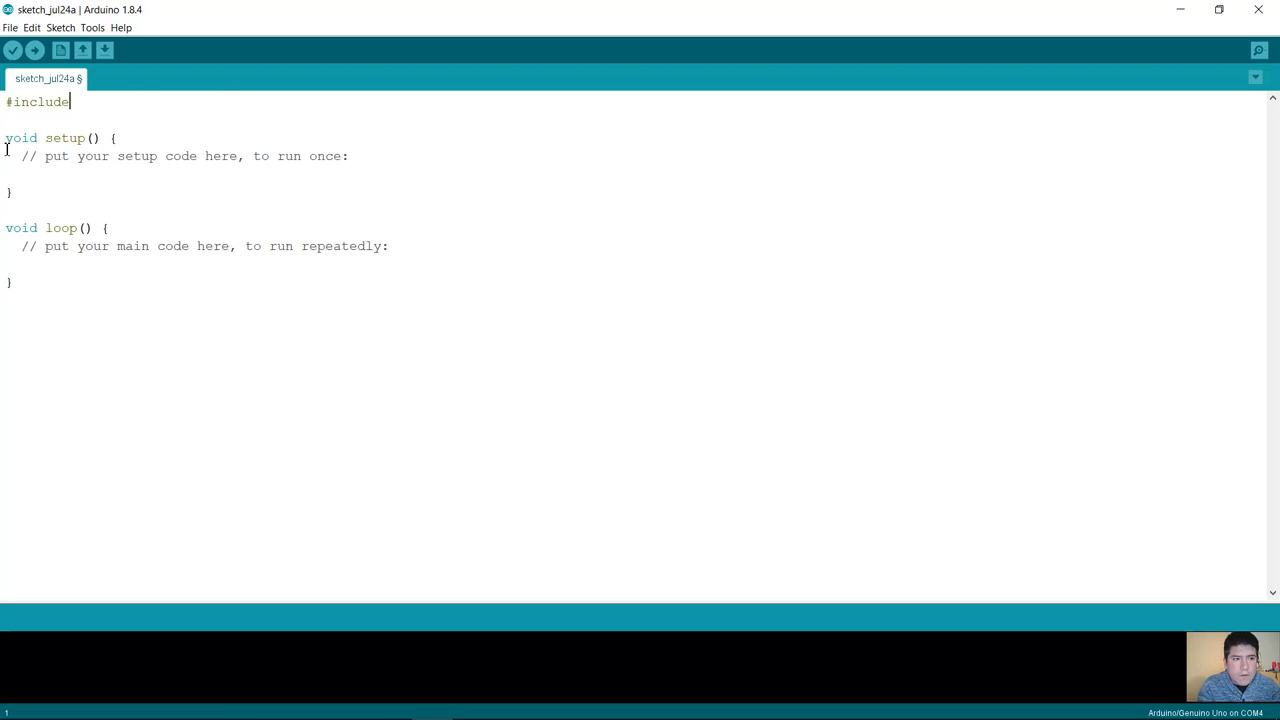 sketch_jul24a | Arduino 1.8.4
File Edit Sketch Tools Help
sketch_jul24a §
#include
void setup() {
// put your setup code here, to run once:
}
void loop() {
// put your main code here, to run repeatedly:
}
1
Arduino/Genuino Uno on COM4